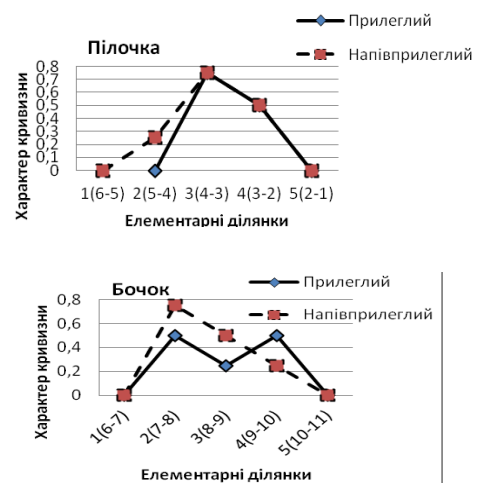 Прилеглий
Напівприлеглий
Пілочка
Характер кривизни
0,8
0,7
0,6
0,5
0,4
0,3
0,2
0,1
0
1(6-5) 2(5-4) 3(4-3) 4(3-2) 5(2-1)
Елементарні ділянки
Бочок
Прилеглий
Напівприлеглий
Характер кривизни
0,8
0,6
0,4
0,2
0
1(6-7)
2(7-8)
3(8-9)
4(9-10)
5(10-11)
Елементарні ділянки